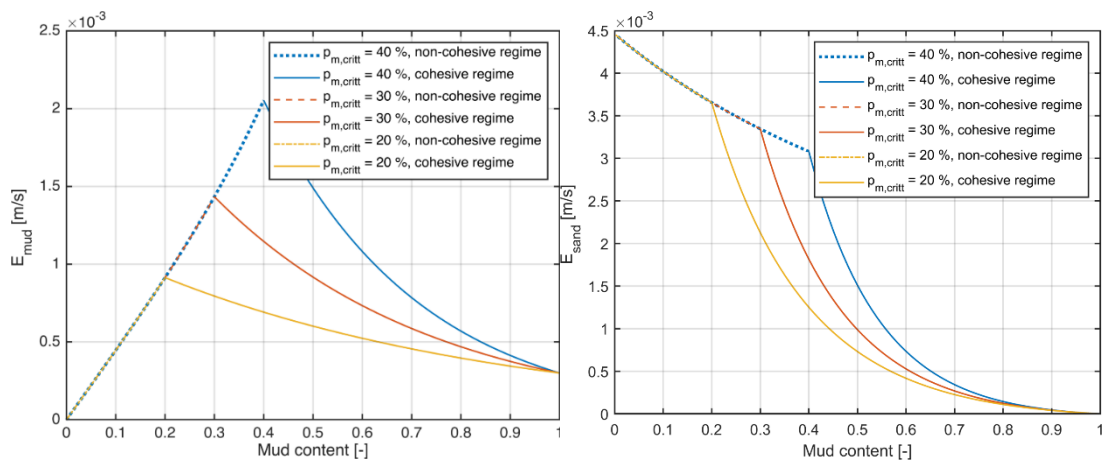 ×10⁻³
2.5
2
1.5
1
0.5
0
E_mud [m/s]
p_m,critt = 40 %, non-cohesive regime
p_m,critt = 40 %, cohesive regime
p_m,critt = 30 %, non-cohesive regime
p_m,critt = 30 %, cohesive regime
p_m,critt = 20 %, non-cohesive regime
p_m,critt = 20 %, cohesive regime
0 0.1 0.2 0.3 0.4 0.5 0.6 0.7 0.8 0.9 1
Mud content [-]
×10⁻³
4.5
4
3.5
3
2.5
2
1.5
1
0.5
0
E_sand [m/s]
p_m,critt = 40 %, non-cohesive regime
p_m,critt = 40 %, cohesive regime
p_m,critt = 30 %, non-cohesive regime
p_m,critt = 30 %, cohesive regime
p_m,critt = 20 %, non-cohesive regime
p_m,critt = 20 %, cohesive regime
0 0.1 0.2 0.3 0.4 0.5 0.6 0.7 0.8 0.9 1
Mud content [-]